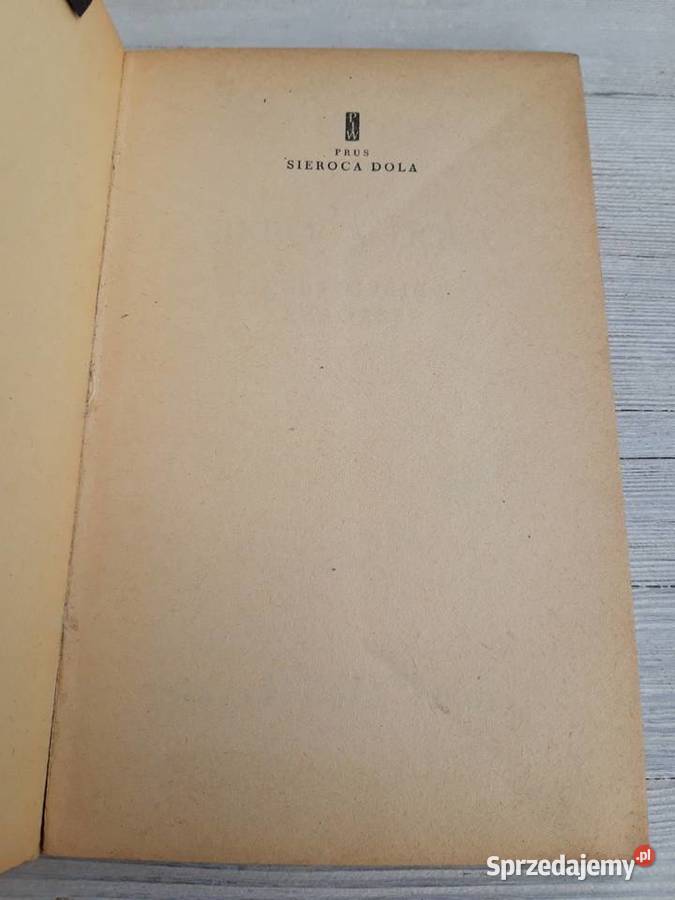 PIW
PRUS
SIEROCA DOLA
Sprzedajemy.pl